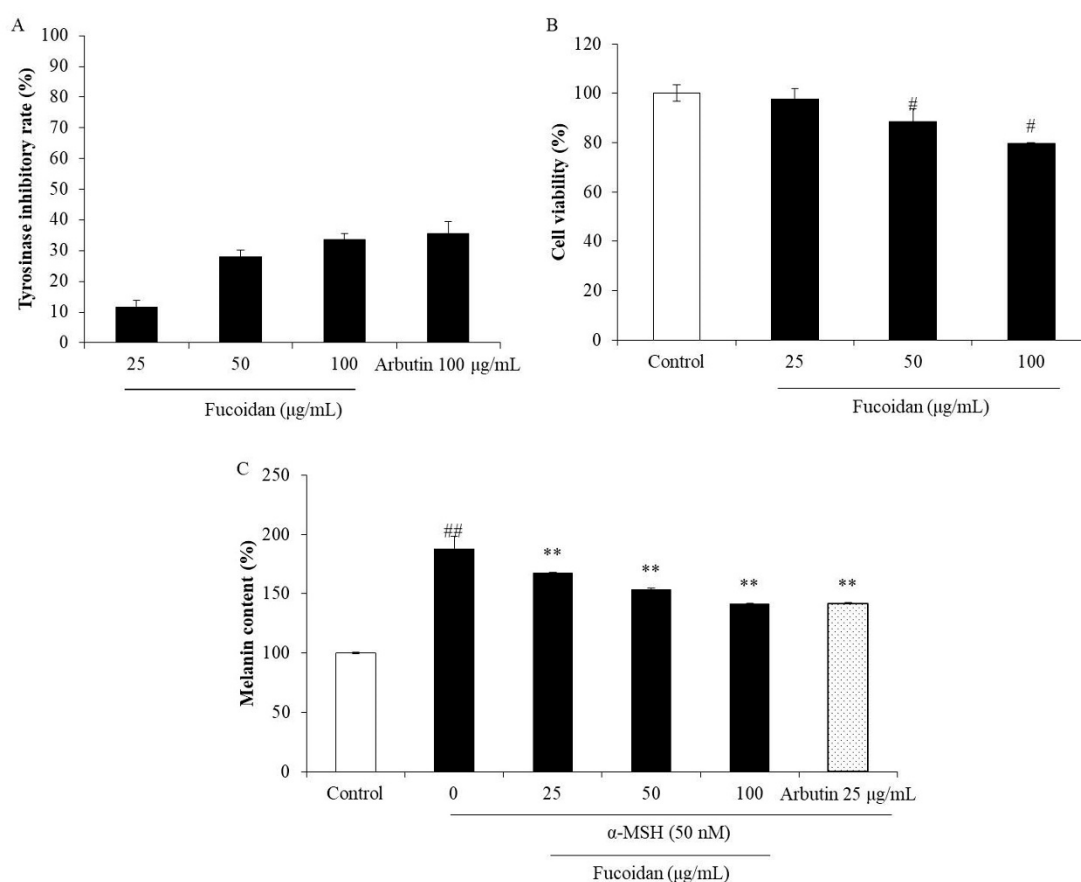 A
Tyrosinase inhibitory rate (%)
100
90
80
70
60
50
40
30
20
10
0
25 50 100 Arbutin 100 μg/mL
Fucoidan (μg/mL)
B
Cell viability (%)
120
100
80
60
40
20
0
#
#
Control 25 50 100
Fucoidan (μg/mL)
C
Melanin content (%)
250
200
150
100
50
0
##
**
**
**
**
Control 0 25 50 100 Arbutin 25 μg/mL
α-MSH (50 nM)
Fucoidan (μg/mL)